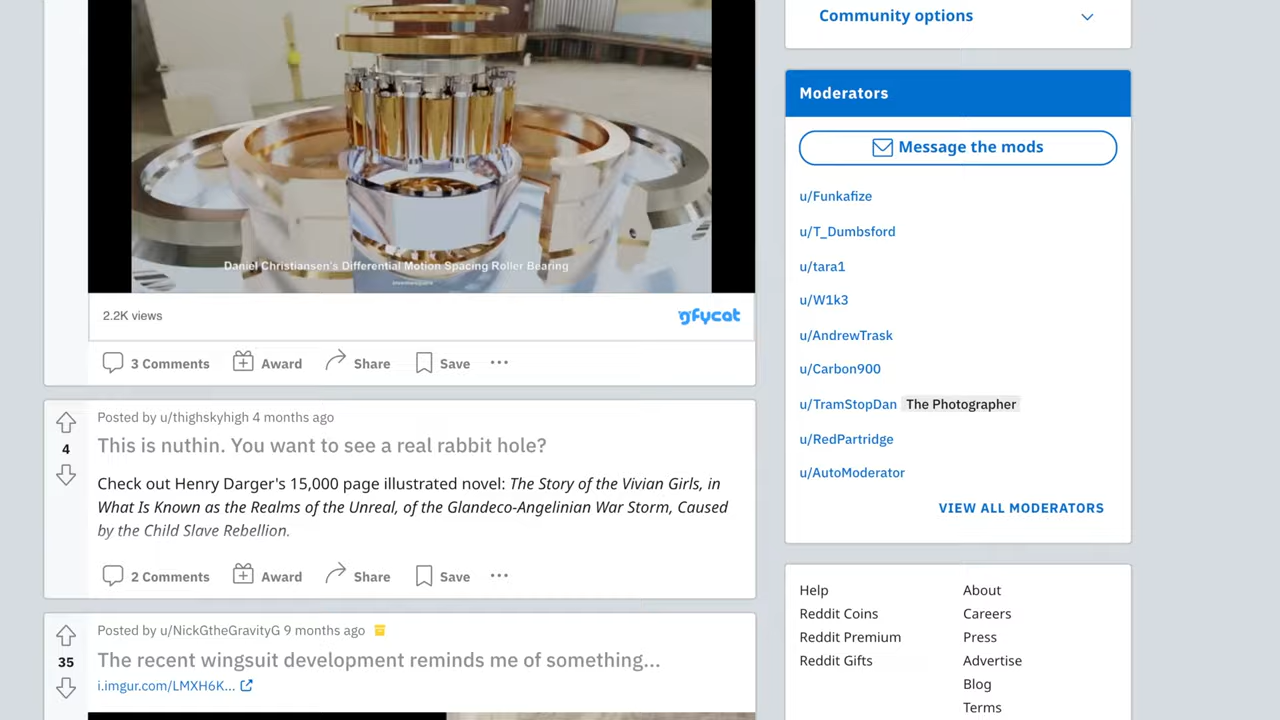 Daniel Christiansen's Differential Motion Spacing Roller Bearing
2.2K views
gfycat
3 Comments Award Share Save
4
Posted by u/thighskyhigh 4 months ago
This is nuthin. You want to see a real rabbit hole?
Check out Henry Darger's 15,000 page illustrated novel: The Story of the Vivian Girls, in
What Is Known as the Realms of the Unreal, of the Glandeco-Angelinian War Storm, Caused
by the Child Slave Rebellion.
2 Comments Award Share Save
35
Posted by u/NickGtheGravityG 9 months ago
The recent wingsuit development reminds me of something...
i.imgur.com/LMXH6K...
Community options
Moderators
Message the mods
u/Funkafize
u/T_Dumbsford
u/tara1
u/W1k3
u/AndrewTrask
u/Carbon900
u/TramStopDan The Photographer
u/RedPartridge
u/AutoModerator
VIEW ALL MODERATORS
Help
Reddit Coins
Reddit Premium
Reddit Gifts
About
Careers
Press
Advertise
Blog
Terms